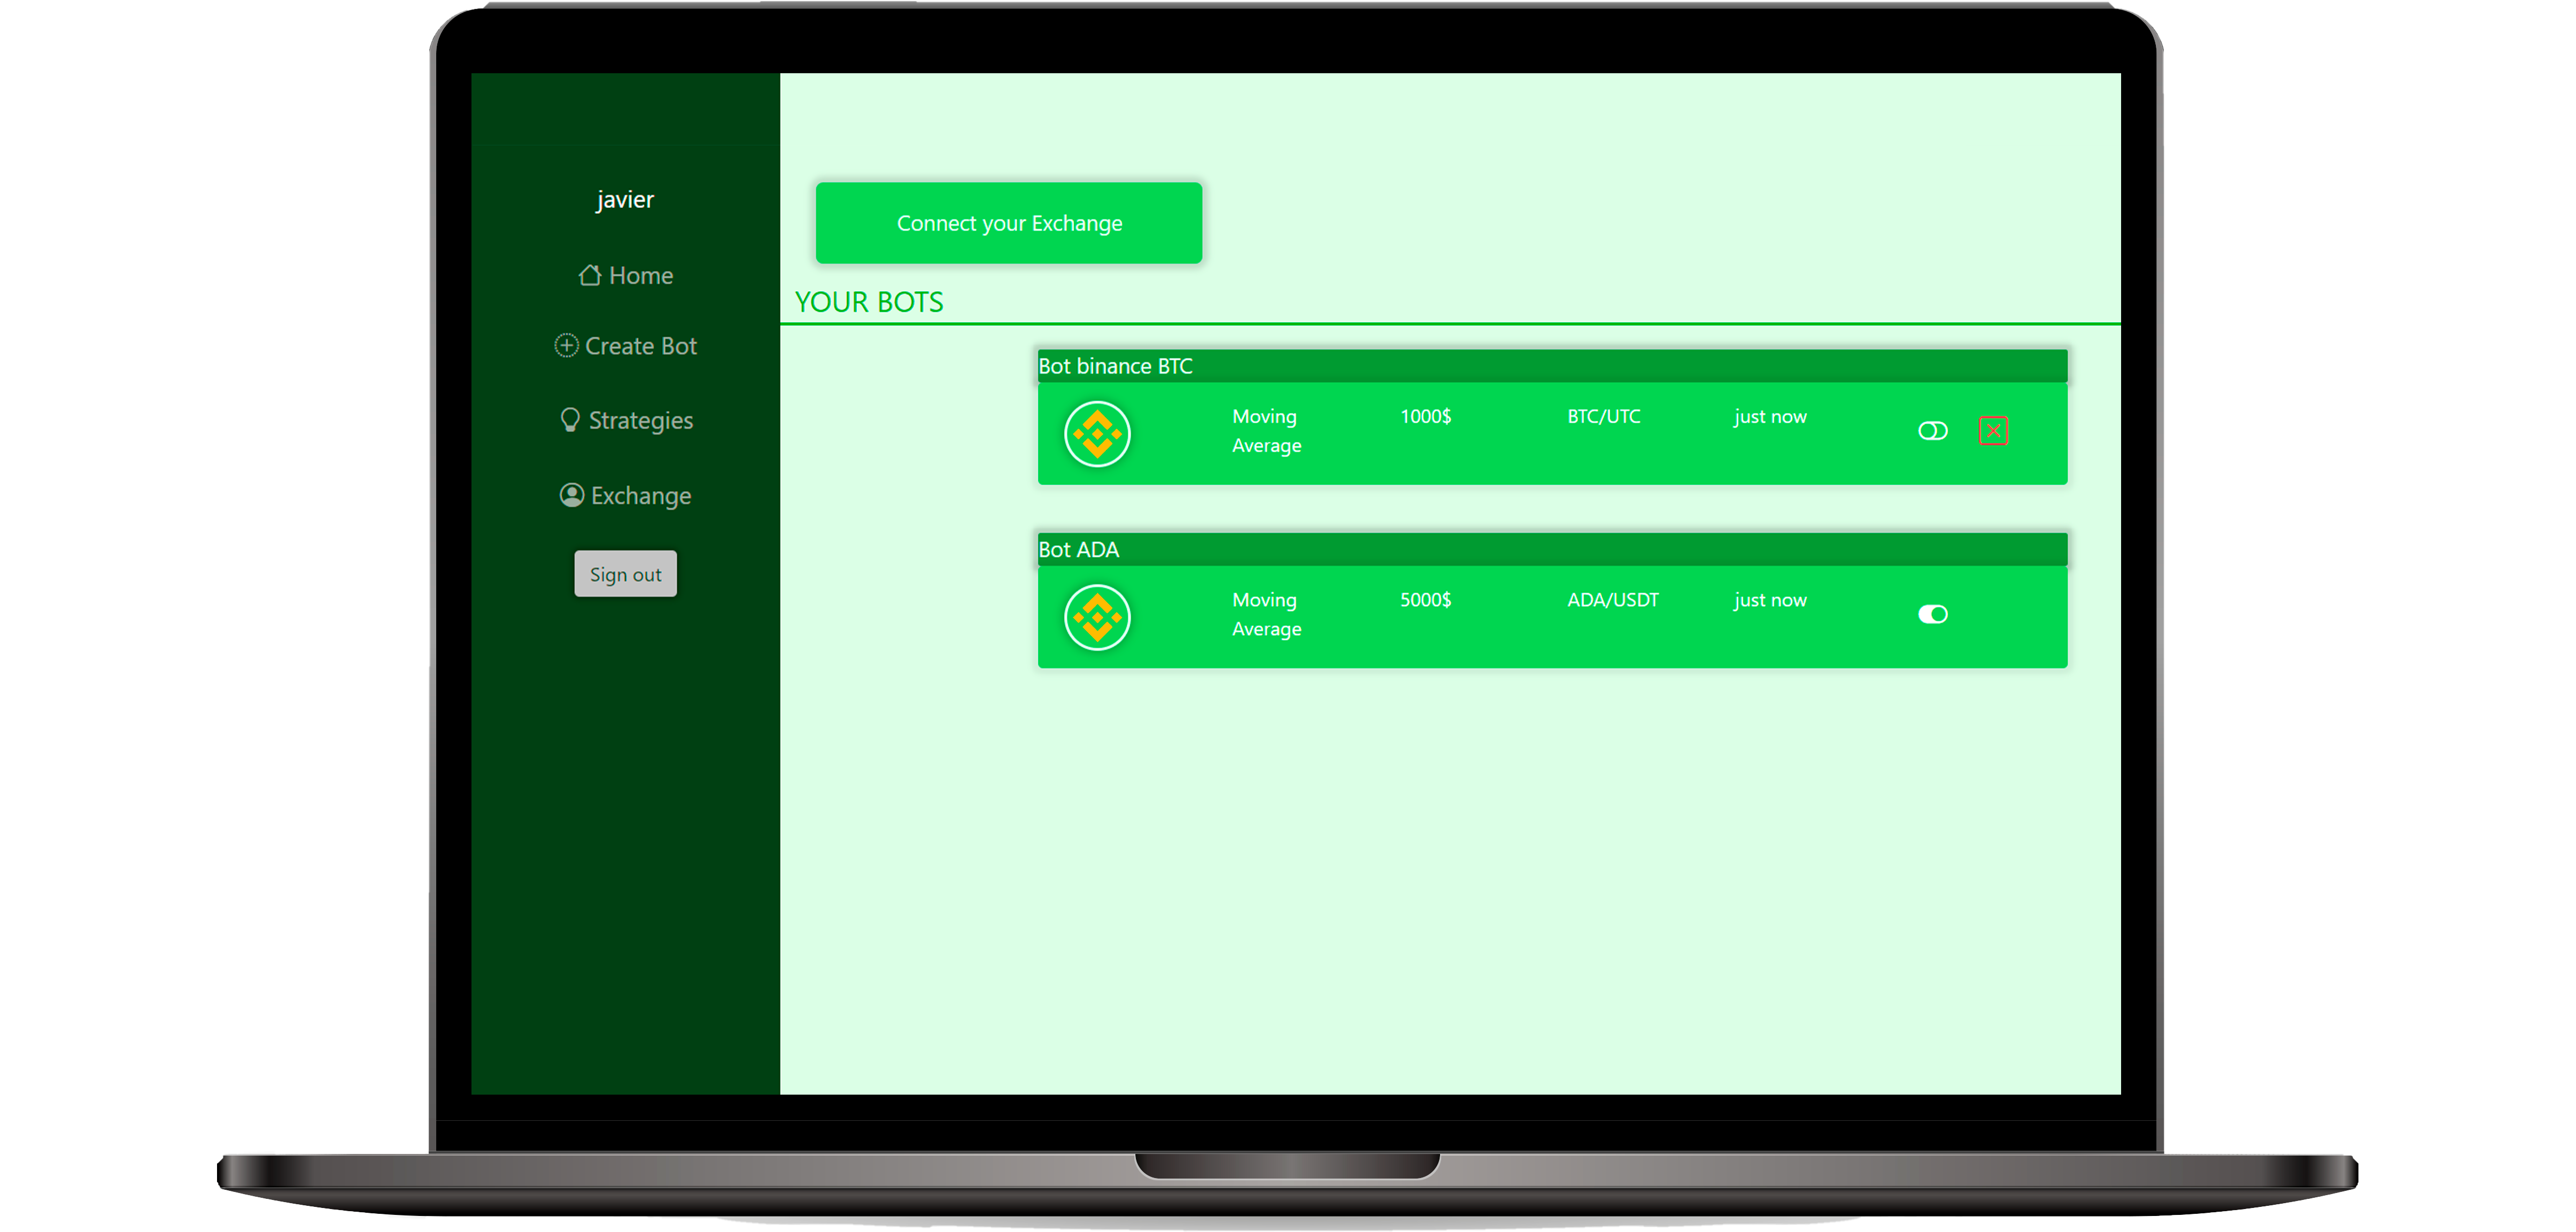 javier
Home
Create Bot
Strategies
Exchange
Sign out
Connect your Exchange
YOUR BOTS
Bot binance BTC
Moving Average
1000$
BTC/UTC
just now
Bot ADA
Moving Average
5000$
ADA/USDT
just now